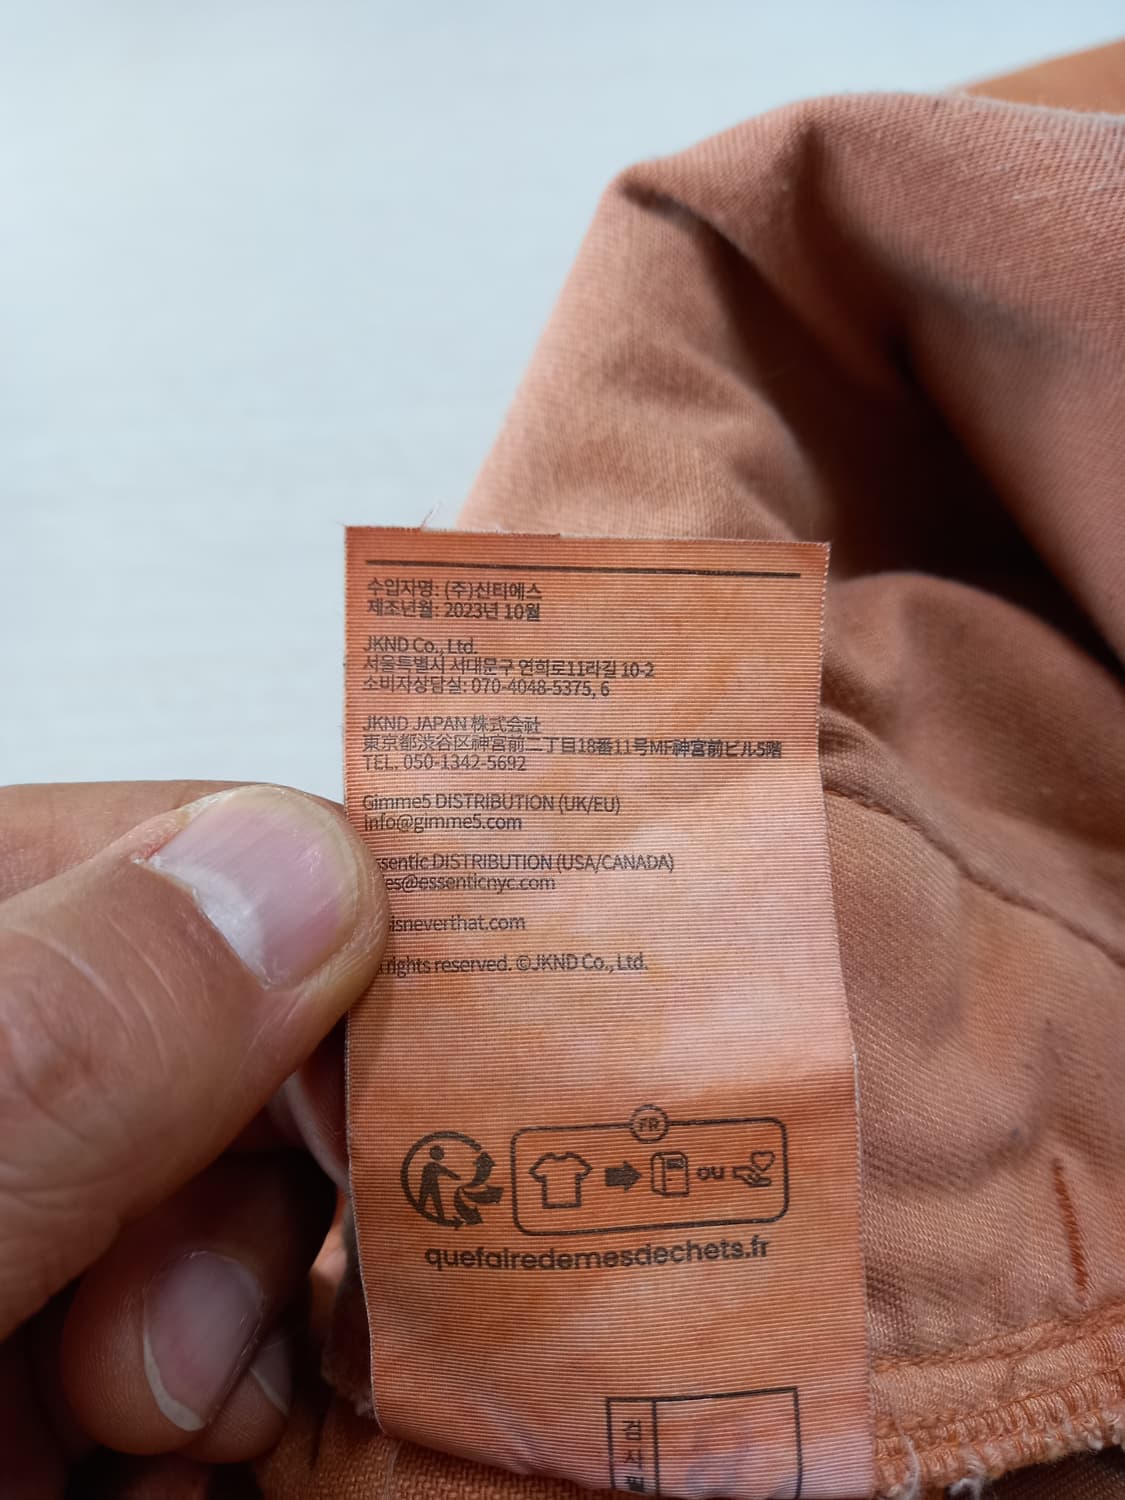 수입자명: (주)신티에스
제조년월: 2023년 10월
JKND Co., Ltd.
서울특별시 서대문구 연희로11라길 10-2
소비자상담실: 070-4048-5375, 6
JKND JAPAN 株式会社
東京都渋谷区神宮前二丁目18番11号MF神宮前ビル5階
TEL. 050-1342-5692
Gimme5 DISTRIBUTION (UK/EU)
info@gimme5.com
ssentic DISTRIBUTION (USA/CANADA)
es@essenticnyc.com
isneverthat.com
rights reserved. ©JKND Co., Ltd.
FR
OU
quefairedemesdechets.fr
검사